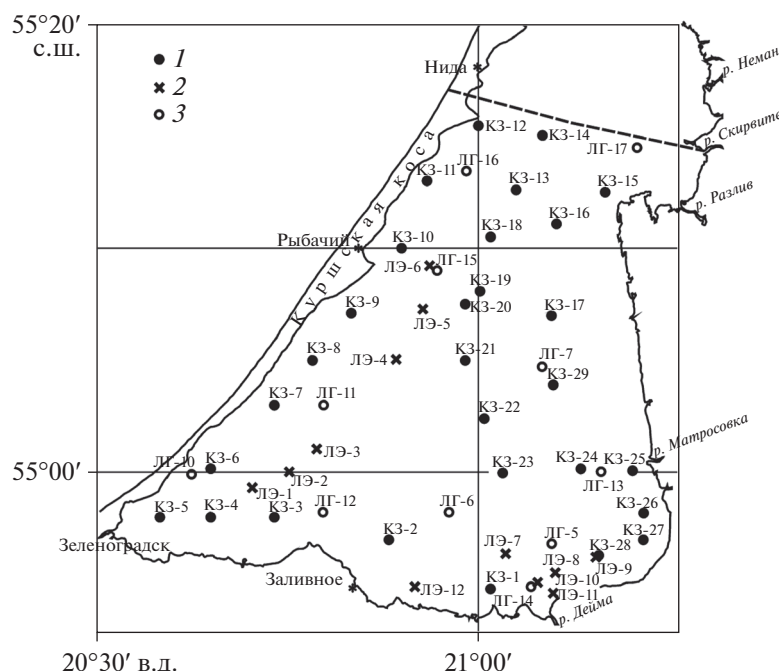 55°20′
с.ш.
1
2
3
Нида
р. Неман
р. Скирвите
КЗ-12
КЗ-14
ЛГ-17
ЛГ-16
КЗ-11
КЗ-13
КЗ-15
р. Разлив
Куршская коса
КЗ-16
КЗ-18
Рыбачий
КЗ-10
ЛЭ-6
ЛГ-15
КЗ-19
КЗ-9
КЗ-20
КЗ-17
ЛЭ-5
КЗ-8
ЛЭ-4
КЗ-21
ЛГ-7
КЗ-29
КЗ-7
ЛГ-11
КЗ-22
р. Матросовка
ЛЭ-3
55°00′
ЛГ-10
КЗ-6
ЛЭ-2
КЗ-23
КЗ-24
КЗ-25
ЛГ-13
ЛЭ-1
КЗ-5
КЗ-4
КЗ-3
ЛГ-12
ЛГ-6
КЗ-26
КЗ-2
КЗ-27
Зеленоградск
ЛЭ-7
ЛГ-5
КЗ-28
ЛЭ-8
ЛЭ-9
Заливное
ЛЭ-12
КЗ-1
ЛЭ-10
ЛГ-14
ЛЭ-11
р. Дейма
20°30′ в.д.
21°00′